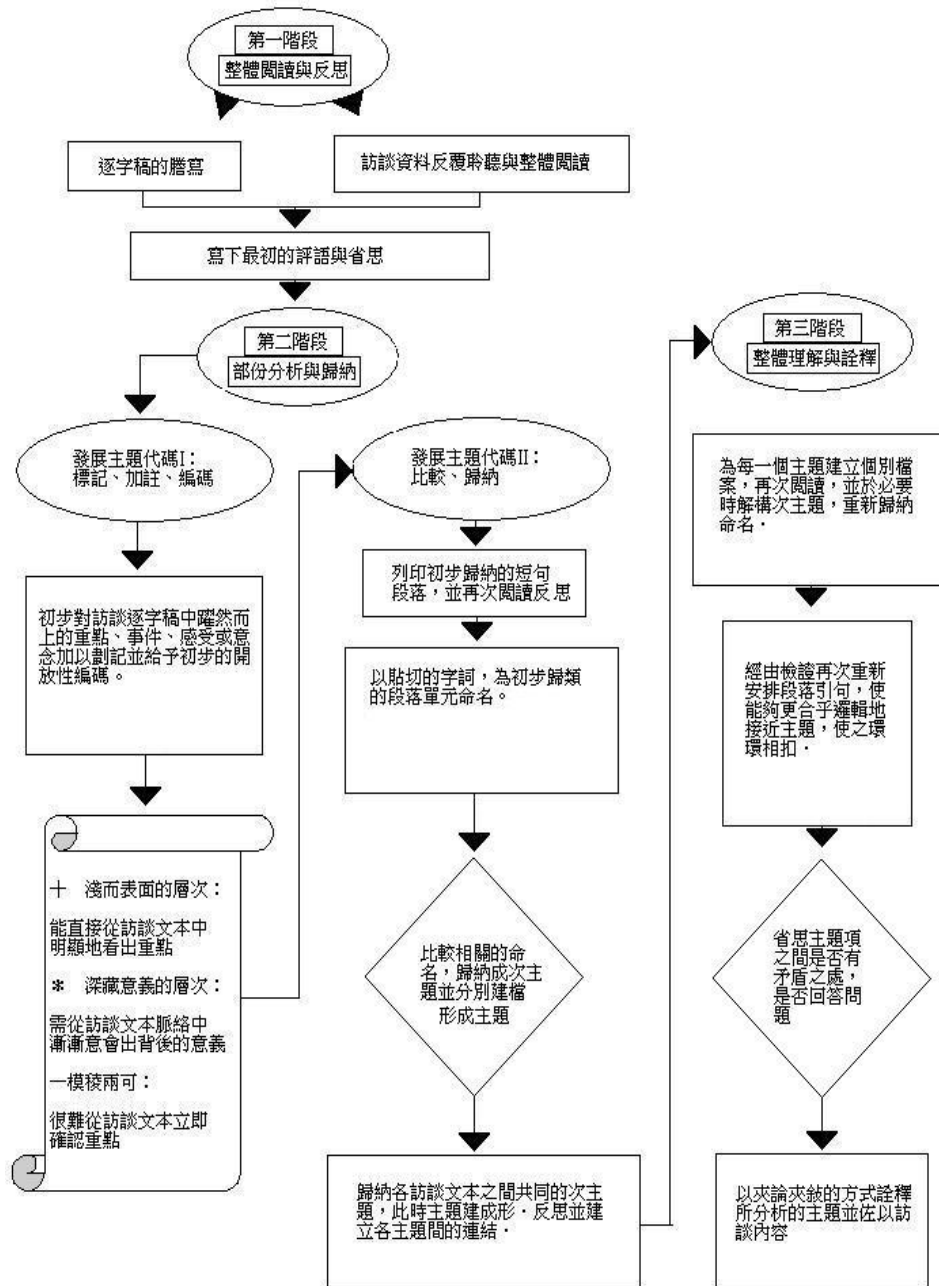 第一階段
整體閱讀與反思
逐字稿的謄寫
訪談資料反覆聆聽與整體閱讀
寫下最初的評語與省思
第二階段
部份分析與歸納
發展主題代碼I：
標記、加註、編碼
初步對訪談逐字稿中躍然而
上的重點、事件、感受或意
念加以劃記並給予初步的開
放性編碼。
十　淺而表面的層次：
能直接從訪談文本中
明顯地看出重點
＊　深藏意義的層次：
需從訪談文本脈絡中
漸漸意會出背後的意義
一模稜兩可：
很難從訪談文本立即
確認重點
發展主題代碼II：
比較、歸納
列印初步歸納的短句
段落，並再次閱讀反思
以貼切的字詞，為初步歸類
的段落單元命名。
比較相關的命
名，歸納成次主
題並分別建檔
形成主題
歸納各訪談文本之間共同的次主
題，此時主題建成形．反思並建
立各主題間的連結．
第三階段
整體理解與詮釋
為每一個主題建立個別檔
案，再次閱讀，並於必要
時解構次主題，重新歸納
命名．
經由檢證再次重新
安排段落引句，使
能夠更合乎邏輯地
接近主題，使之環
環相扣．
省思主題項
之間是否有
矛盾之處，
是否回答問
題
以夾論夾敘的方式詮釋
所分析的主題並佐以訪
談內容